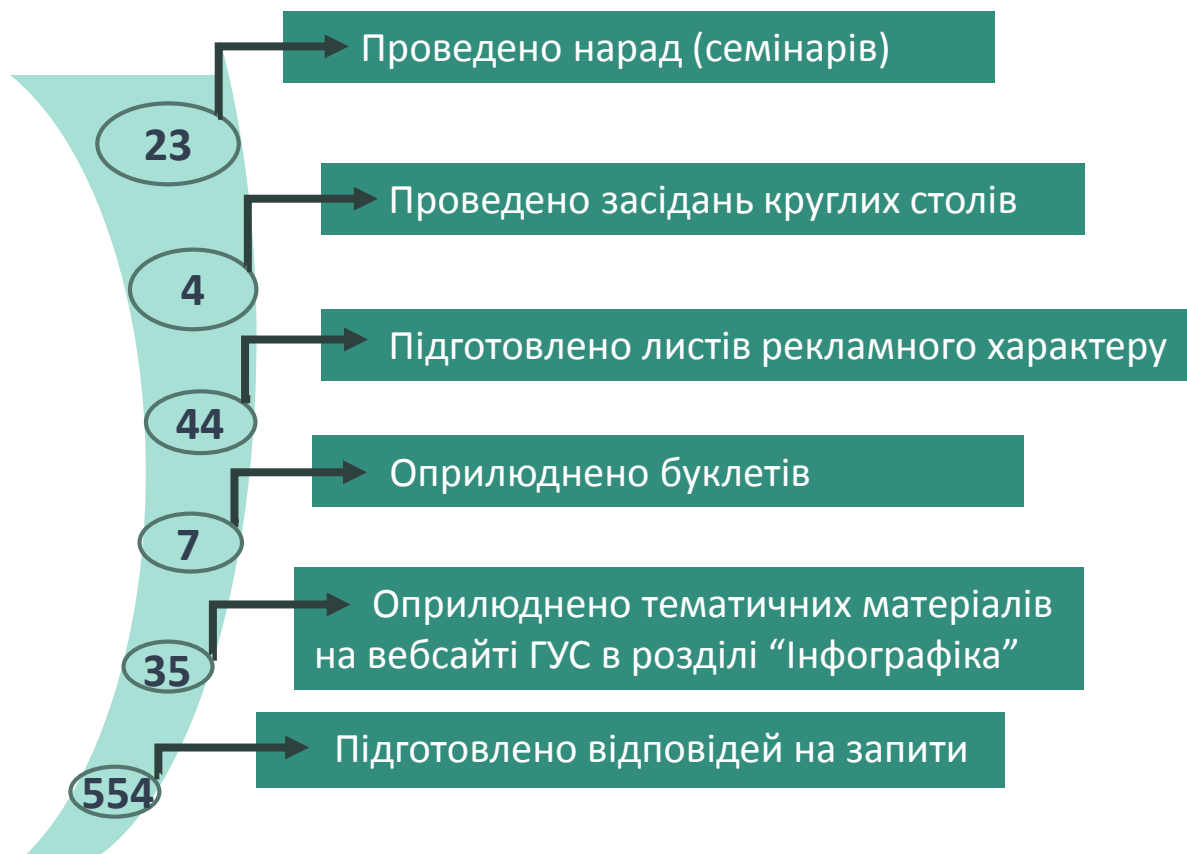 Проведено нарад (семінарів)
23
Проведено засідань круглих столів
4
Підготовлено листів рекламного характеру
44
Оприлюднено буклетів
7
Оприлюднено тематичних матеріалів
на вебсайті ГУС в розділі “Інфографіка”
35
Підготовлено відповідей на запити
554